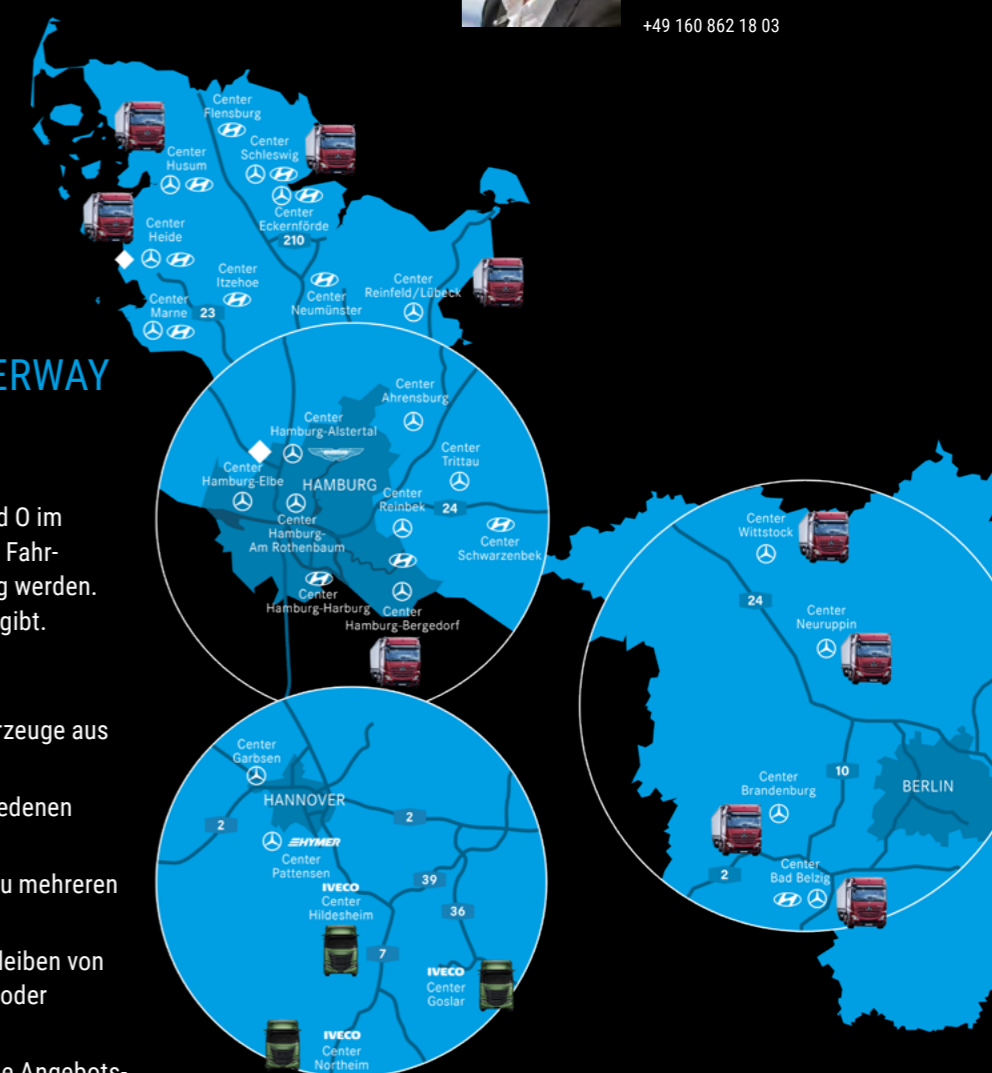 +49 160 862 18 03
Center
Flensburg
Center
Schleswig
Center
Husum
Center
Eckernförde
210
Center
Heide
Center
Itzehoe
Center
Neumünster
Center
Reinfeld/Lübeck
Center
Marne
23
ERWAY
Center
Ahrensburg
Center
Hamburg-Alstertal
Center
Trittau
Center
Hamburg-Elbe
HAMBURG
Center
Reinbek
24
Center
Hamburg-
Am Rothenbaum
Center
Schwarzenbek
Center
Hamburg-Harburg
Center
Hamburg-Bergedorf
d O im
Fahr-
g werden.
gibt.
rzeuge aus
edenen
u mehreren
leiben von
oder
e Angebots-
Center
Garbsen
HANNOVER
2
2
HYMER
Center
Pattensen
IVECO
Center
Hildesheim
39
36
7
IVECO
Center
Goslar
IVECO
Center
Northeim
Center
Wittstock
24
Center
Neuruppin
10
BERLIN
Center
Brandenburg
2
Center
Bad Belzig